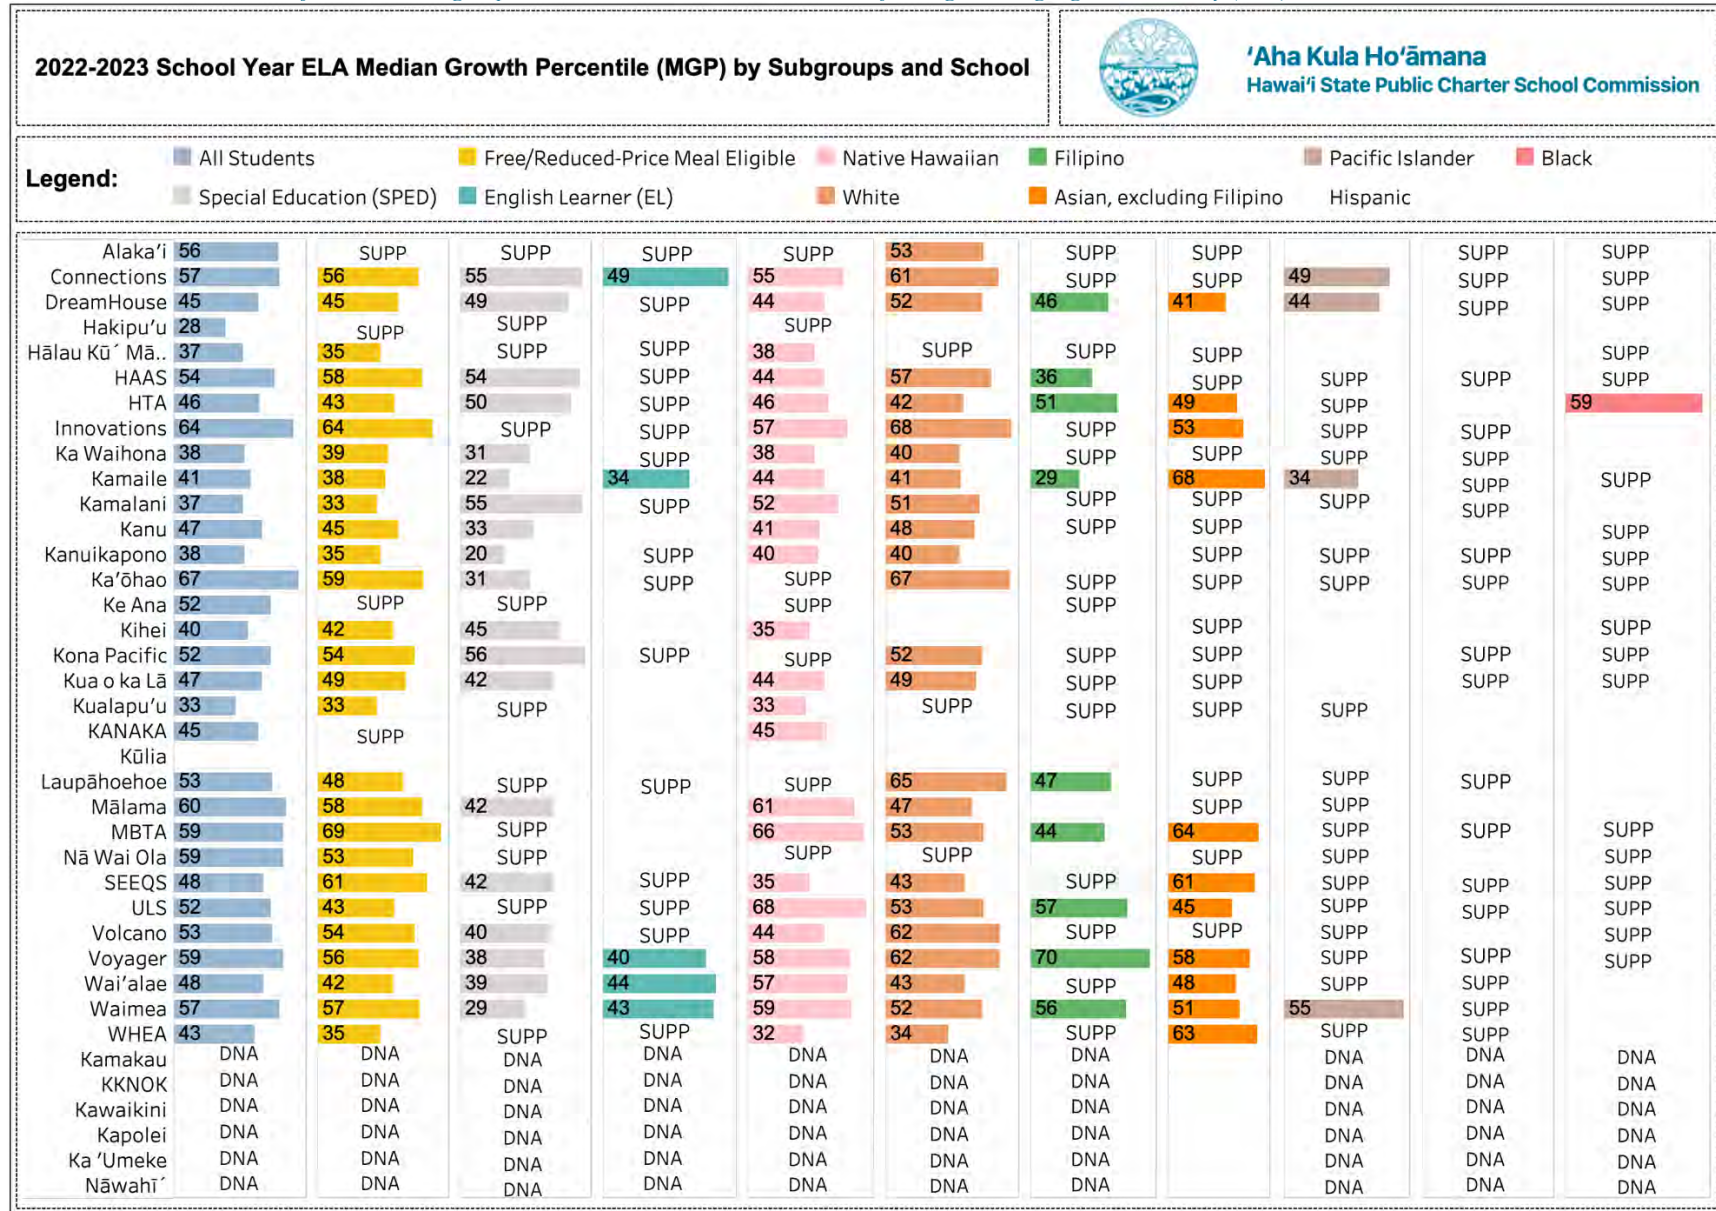 2022-2023 School Year ELA Median Growth Percentile (MGP) by Subgroups and School
ʻAha Kula Hoʻāmana
Hawaiʻi State Public Charter School Commission
Legend:
All Students Free/Reduced-Price Meal Eligible Native Hawaiian Filipino Pacific Islander Black
Special Education (SPED) English Learner (EL) White Asian, excluding Filipino Hispanic
Alaka'i 56 SUPP SUPP SUPP SUPP 53 SUPP SUPP SUPP SUPP
Connections 57 56 55 49 55 61 SUPP SUPP 49 SUPP SUPP
DreamHouse 45 45 49 SUPP 44 52 46 41 44 SUPP SUPP
Hakipu'u 28 SUPP SUPP SUPP
Hālau Kū´ Mā.. 37 35 SUPP SUPP 38 SUPP SUPP SUPP SUPP
HAAS 54 58 54 SUPP 44 57 36 SUPP SUPP SUPP SUPP
HTA 46 43 50 SUPP 46 42 51 49 SUPP 59
Innovations 64 64 SUPP SUPP 57 68 SUPP 53 SUPP SUPP
Ka Waihona 38 39 31 SUPP 38 40 SUPP SUPP SUPP SUPP
Kamaile 41 38 22 34 44 41 29 68 34 SUPP SUPP
Kamalani 37 33 55 SUPP 52 51 SUPP SUPP SUPP SUPP
Kanu 47 45 33 41 48 SUPP SUPP SUPP
Kanuikapono 38 35 20 SUPP 40 40 SUPP SUPP SUPP SUPP
Ka'ōhao 67 59 31 SUPP SUPP 67 SUPP SUPP SUPP SUPP SUPP
Ke Ana 52 SUPP SUPP SUPP SUPP
Kihei 40 42 45 35 SUPP SUPP
Kona Pacific 52 54 56 SUPP SUPP 52 SUPP SUPP SUPP SUPP
Kua o ka Lā 47 49 42 44 49 SUPP SUPP SUPP SUPP
Kualapu'u 33 33 SUPP 33 SUPP SUPP SUPP SUPP
KANAKA 45 SUPP 45
Kūlia
Laupāhoehoe 53 48 SUPP SUPP SUPP 65 47 SUPP SUPP SUPP
Mālama 60 58 42 61 47 SUPP SUPP
MBTA 59 69 SUPP 66 53 44 64 SUPP SUPP SUPP
Nā Wai Ola 59 53 SUPP SUPP SUPP SUPP SUPP SUPP
SEEQS 48 61 42 SUPP 35 43 SUPP 61 SUPP SUPP SUPP
ULS 52 43 SUPP SUPP 68 53 57 45 SUPP SUPP SUPP
Volcano 53 54 40 SUPP 44 62 SUPP SUPP SUPP SUPP
Voyager 59 56 38 40 58 62 70 58 SUPP SUPP SUPP
Wai'alae 48 42 39 44 57 43 SUPP 48 SUPP SUPP
Waimea 57 57 29 43 59 52 56 51 55 SUPP
WHEA 43 35 SUPP SUPP 32 34 SUPP 63 SUPP SUPP
Kamakau DNA DNA DNA DNA DNA DNA DNA DNA DNA DNA
KKNOK DNA DNA DNA DNA DNA DNA DNA DNA DNA DNA
Kawaikini DNA DNA DNA DNA DNA DNA DNA DNA DNA DNA
Kapolei DNA DNA DNA DNA DNA DNA DNA DNA DNA DNA
Ka 'Umeke DNA DNA DNA DNA DNA DNA DNA DNA DNA DNA
Nāwahī´ DNA DNA DNA DNA DNA DNA DNA DNA DNA DNA